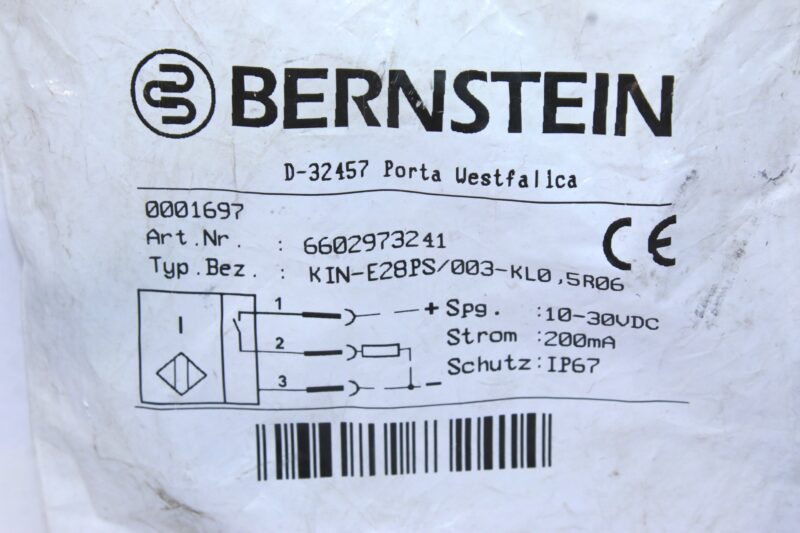 BERNSTEIN
D-32457 Porta Westfalica
0001697
Art.Nr. : 6602973241
Typ.Bez. : KIN-E28PS/003-KL0,5R06
CE
I
1 + Spg. :10-30VDC
2 Strom :200mA
3 - Schutz:IP67